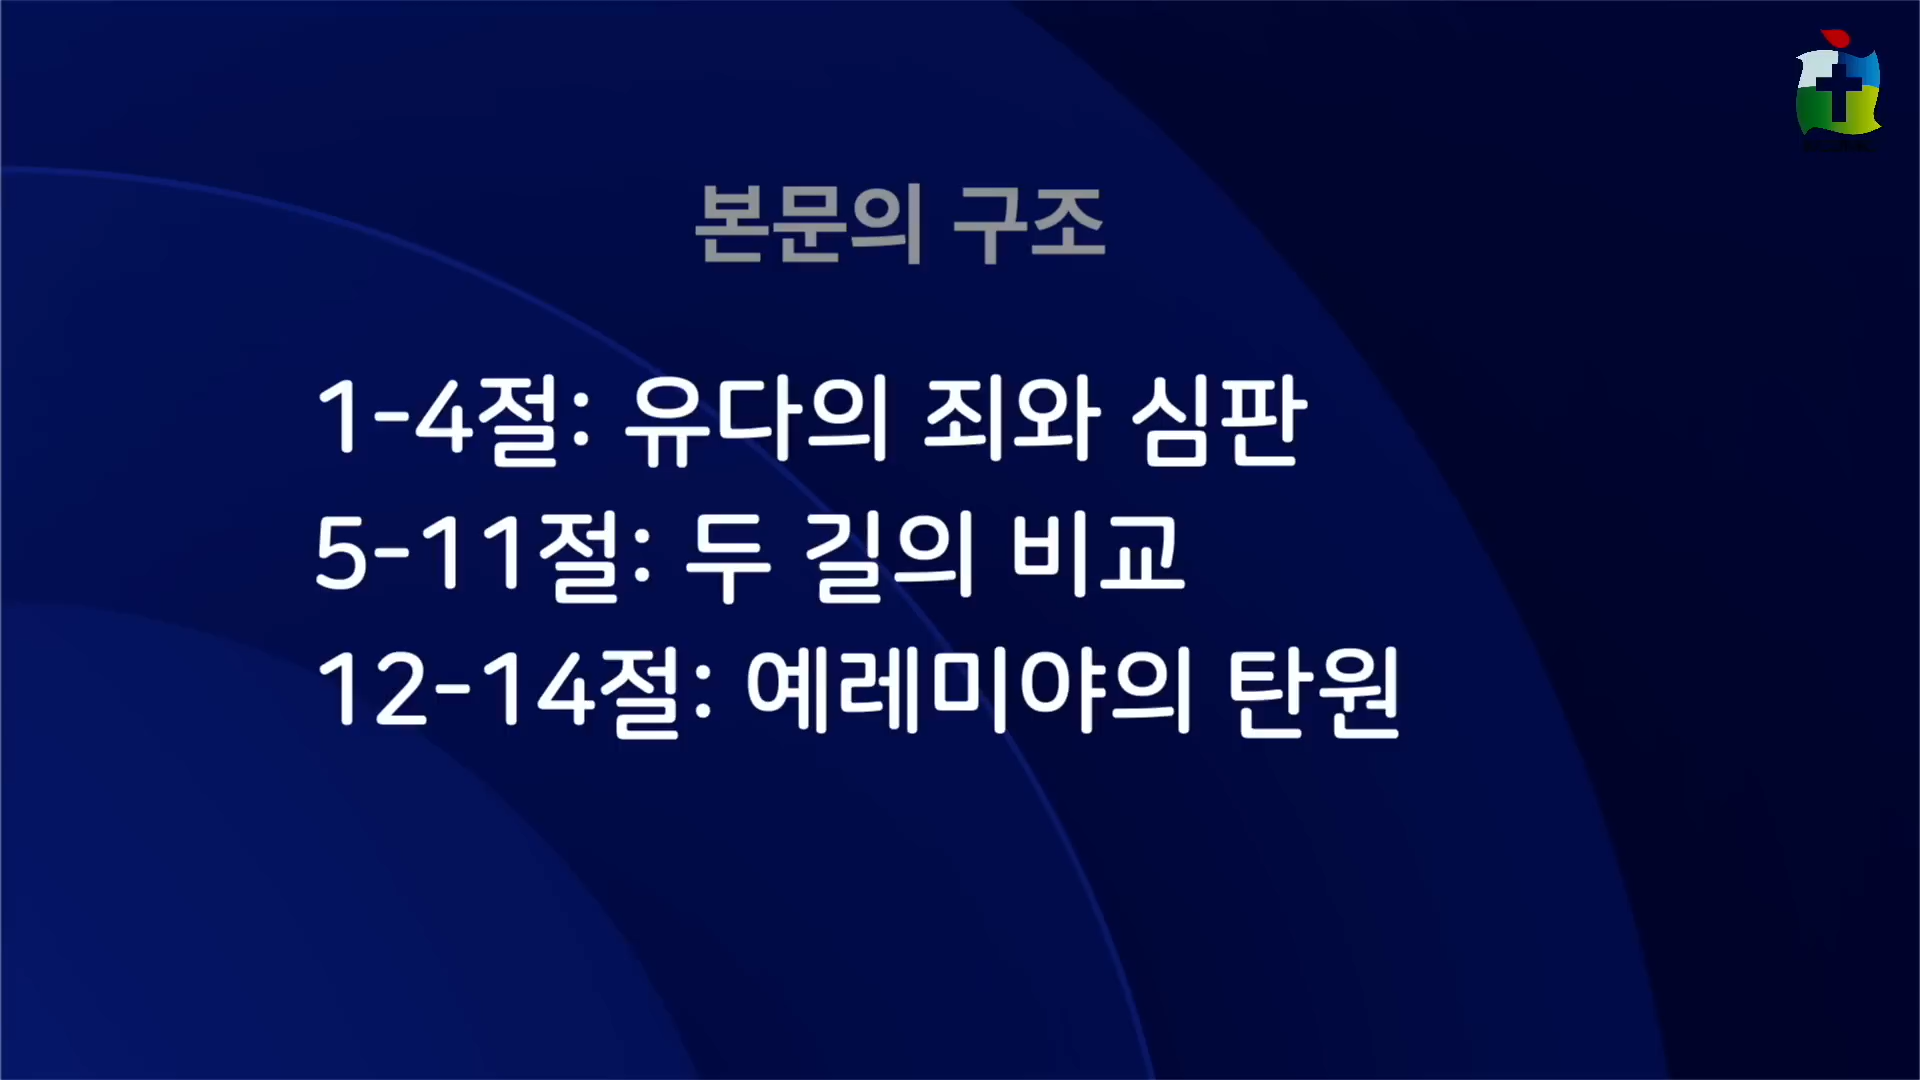 본문의 구조
1-4절: 유다의 죄와 심판
5-11절: 두 길의 비교
12-14절: 예레미야의 탄원